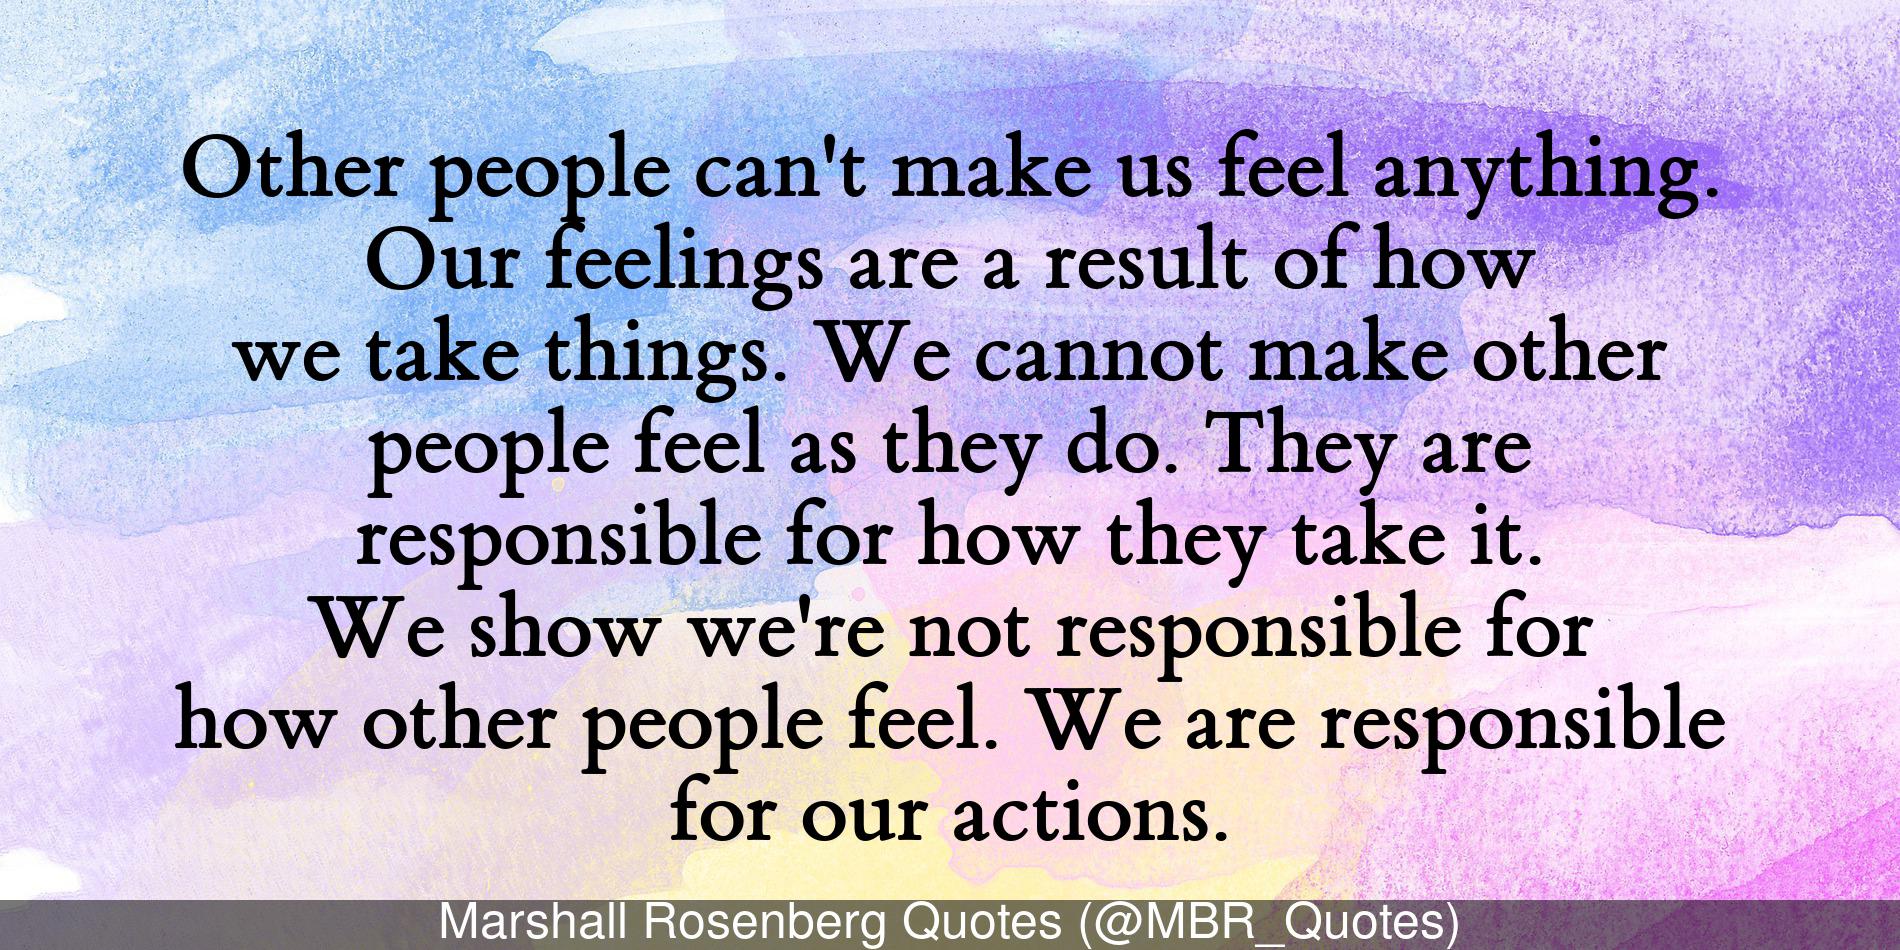 Other people can't make us feel anything.
Our feelings are a result of how
we take things. We cannot make other
people feel as they do. They are
responsible for how they take it.
We show we're not responsible for
how other people feel. We are responsible
for our actions.
Marshall Rosenberg Quotes (@MBR_Quotes)